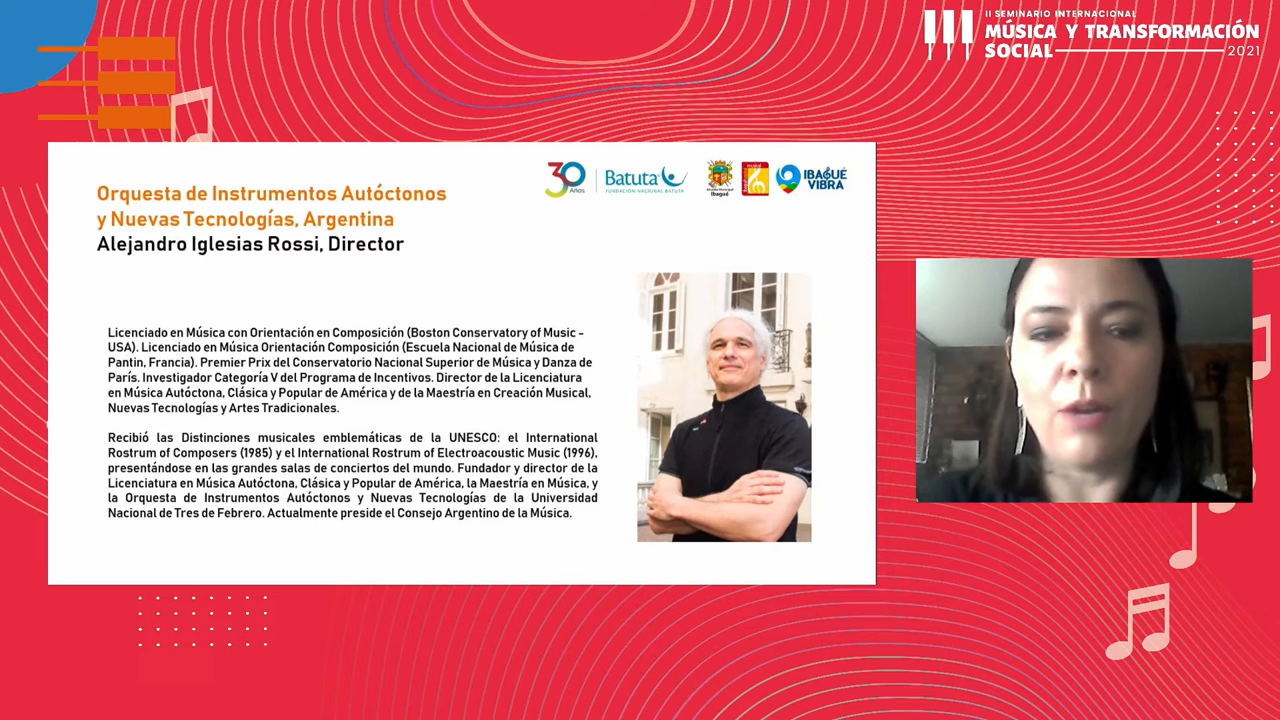 II SEMINARIO INTERNACIONAL
MÚSICA Y TRANSFORMACIÓN
SOCIAL
2021
30
Años
Batuta
FUNDACIÓN NACIONAL BATUTA
Alcaldía Municipal
Ibagué
IBAGUÉ
VIBRA
Orquesta de Instrumentos Autóctonos
y Nuevas Tecnologías, Argentina
Alejandro Iglesias Rossi, Director
Licenciado en Música con Orientación en Composición (Boston Conservatory of Music -
USA). Licenciado en Música Orientación Composición (Escuela Nacional de Música de
Pantin, Francia). Premier Prix del Conservatorio Nacional Superior de Música y Danza de
París. Investigador Categoría V del Programa de Incentivos. Director de la Licenciatura
en Música Autóctona, Clásica y Popular de América y de la Maestría en Creación Musical,
Nuevas Tecnologías y Artes Tradicionales.
Recibió las Distinciones musicales emblemáticas de la UNESCO: el International
Rostrum of Composers (1985) y el International Rostrum of Electroacoustic Music (1996),
presentándose en las grandes salas de conciertos del mundo. Fundador y director de la
Licenciatura en Música Autóctona, Clásica y Popular de América, la Maestría en Música, y
la Orquesta de Instrumentos Autóctonos y Nuevas Tecnologías de la Universidad
Nacional de Tres de Febrero. Actualmente preside el Consejo Argentino de la Música.